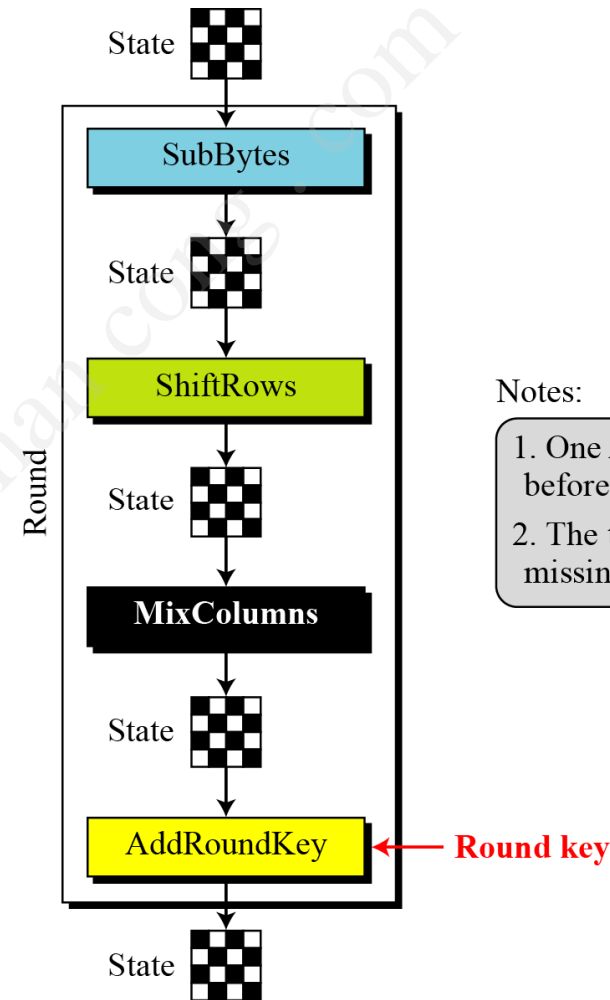 State
SubBytes
State
ShiftRows
Notes:
1. One
before
2. The
missin
Round
State
MixColumns
State
AddRoundKey
Round key
State